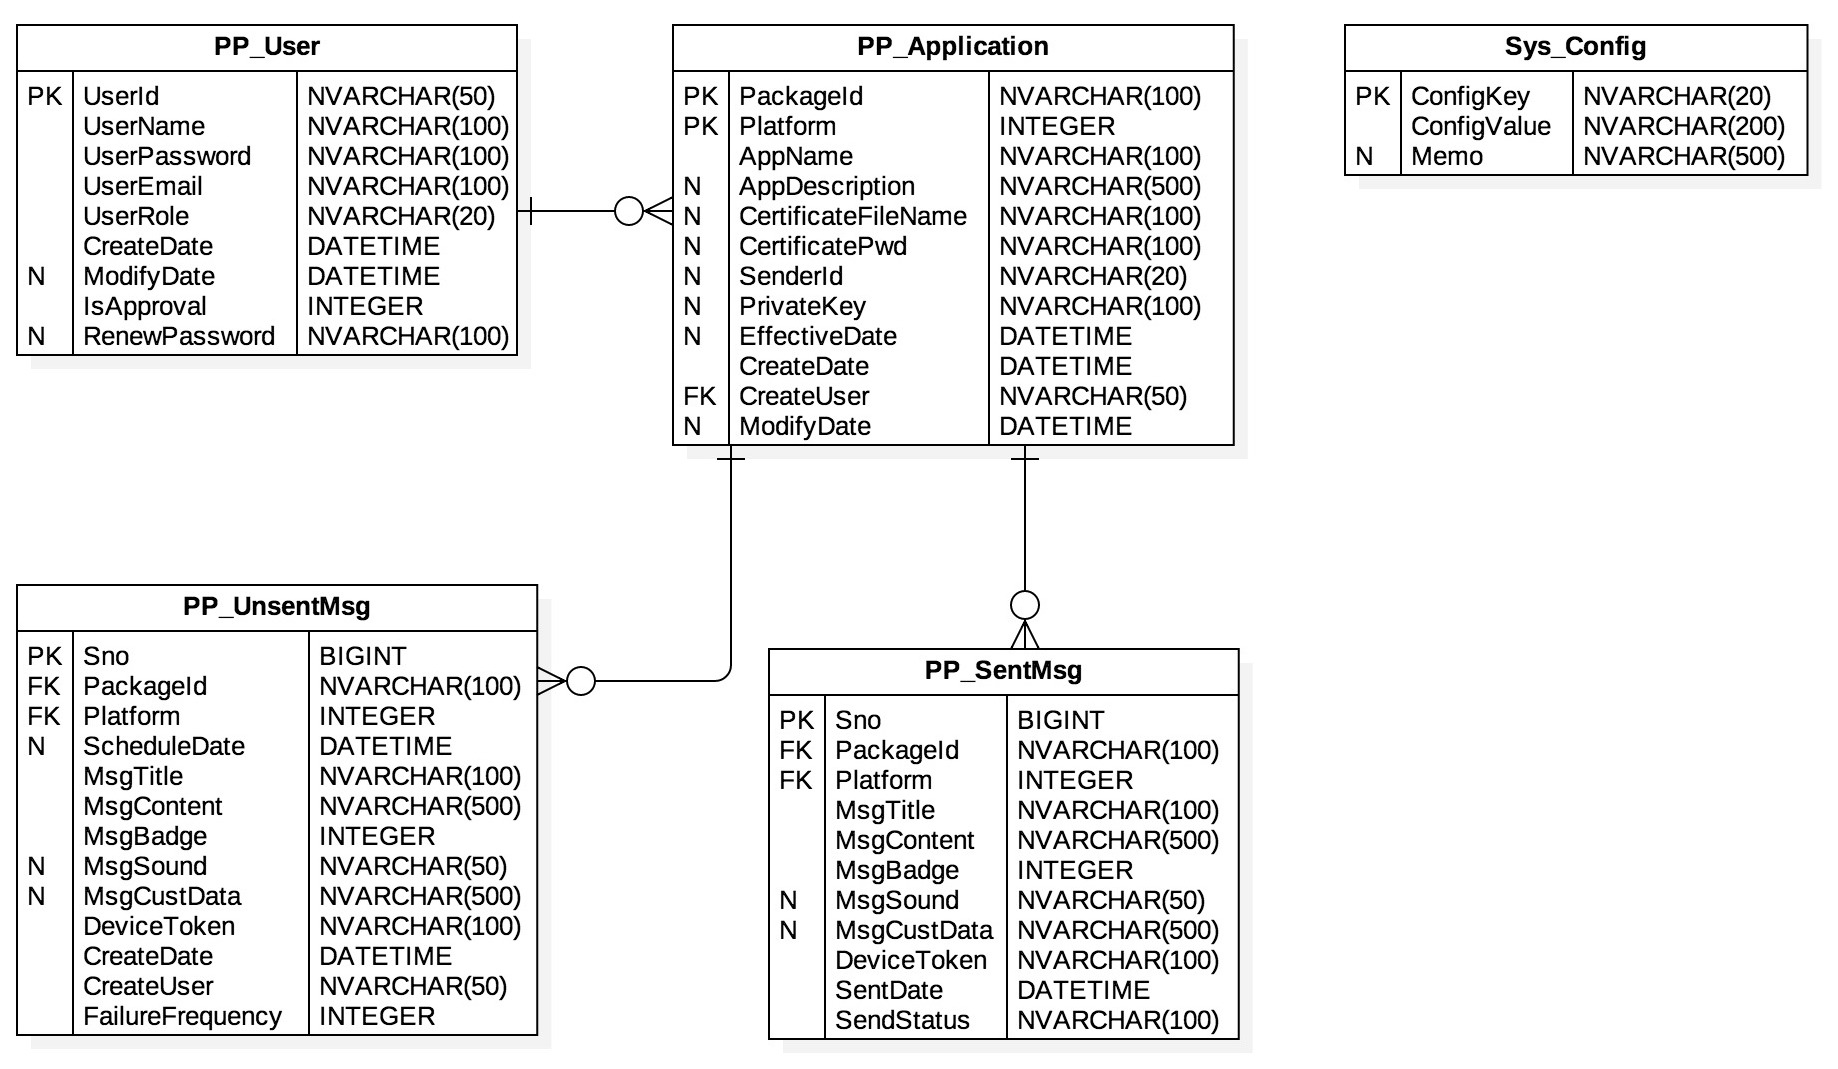 PP_User
PK UserId NVARCHAR(50)
UserName NVARCHAR(100)
UserPassword NVARCHAR(100)
UserEmail NVARCHAR(100)
UserRole NVARCHAR(20)
CreateDate DATETIME
N ModifyDate DATETIME
IsApproval INTEGER
N RenewPassword NVARCHAR(100)
PP_Application
PK PackageId NVARCHAR(100)
PK Platform INTEGER
AppName NVARCHAR(100)
N AppDescription NVARCHAR(500)
N CertificateFileName NVARCHAR(100)
N CertificatePwd NVARCHAR(100)
N SenderId NVARCHAR(20)
N PrivateKey NVARCHAR(100)
N EffectiveDate DATETIME
CreateDate DATETIME
FK CreateUser NVARCHAR(50)
N ModifyDate DATETIME
Sys_Config
PK ConfigKey NVARCHAR(20)
ConfigValue NVARCHAR(200)
N Memo NVARCHAR(500)
PP_UnsentMsg
PK Sno BIGINT
FK PackageId NVARCHAR(100)
FK Platform INTEGER
N ScheduleDate DATETIME
MsgTitle NVARCHAR(100)
MsgContent NVARCHAR(500)
MsgBadge INTEGER
N MsgSound NVARCHAR(50)
N MsgCustData NVARCHAR(500)
DeviceToken NVARCHAR(100)
CreateDate DATETIME
CreateUser NVARCHAR(50)
FailureFrequency INTEGER
PP_SentMsg
PK Sno BIGINT
FK PackageId NVARCHAR(100)
FK Platform INTEGER
MsgTitle NVARCHAR(100)
MsgContent NVARCHAR(500)
MsgBadge INTEGER
N MsgSound NVARCHAR(50)
N MsgCustData NVARCHAR(500)
DeviceToken NVARCHAR(100)
SentDate DATETIME
SendStatus NVARCHAR(100)